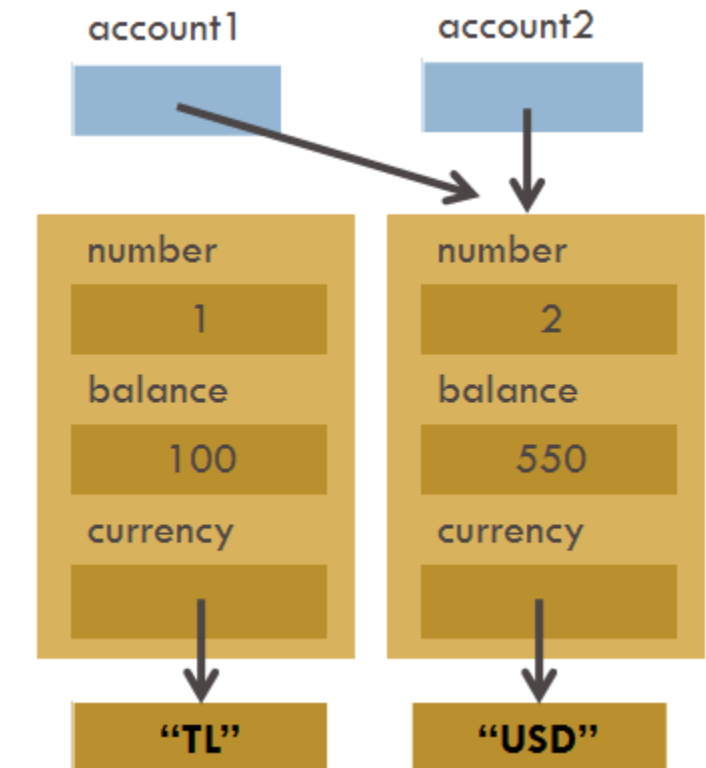 account1
account2
number
1
balance
100
currency
“TL”
number
2
balance
550
currency
“USD”